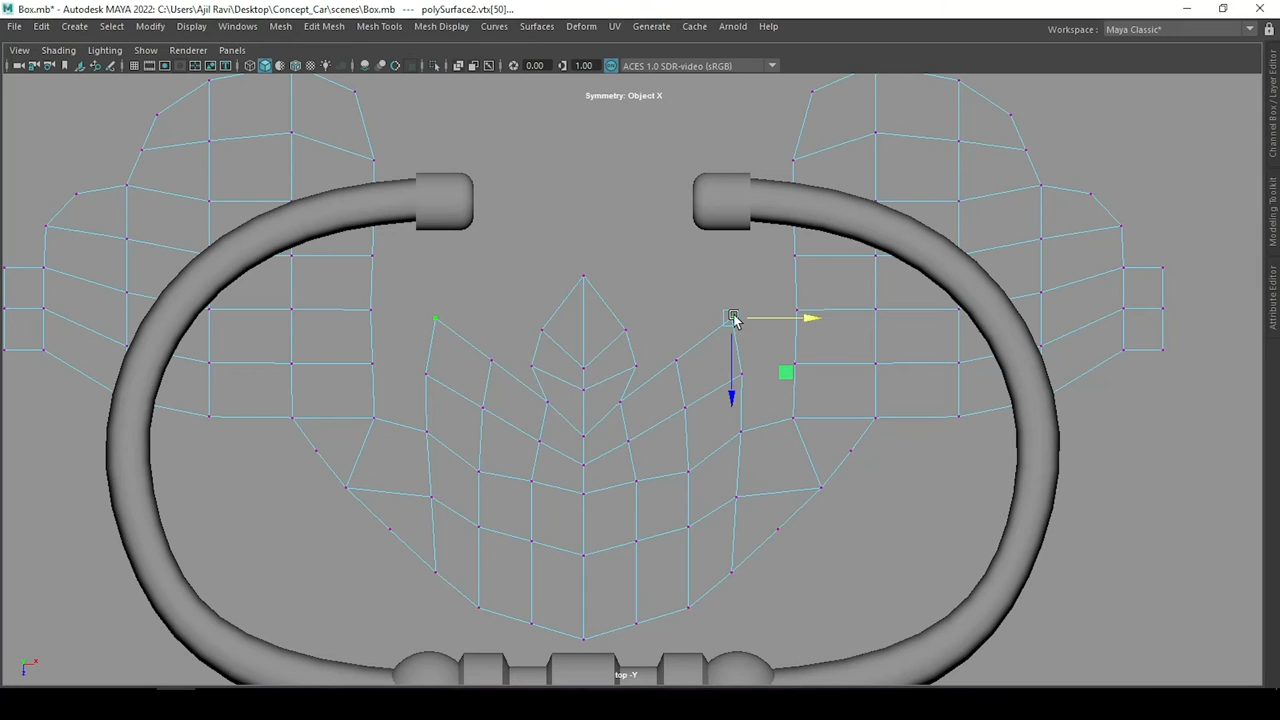 Box.mb* - Autodesk MAYA 2022: C:\Users\Ajil Ravi\Desktop\Concept_Car\scenes\Box.mb --- polySurface2.vtx[50]...
File Edit Create Select Modify Display Windows Mesh Edit Mesh Mesh Tools Mesh Display Curves Surfaces Deform UV Generate Cache Arnold Help
Workspace : Maya Classic*
View Shading Lighting Show Renderer Panels
0.00 1.00 ACES 1.0 SDR-video (sRGB)
Symmetry: Object X
Channel Box / Layer Editor
Modeling Toolkit
Attribute Editor
top -Y